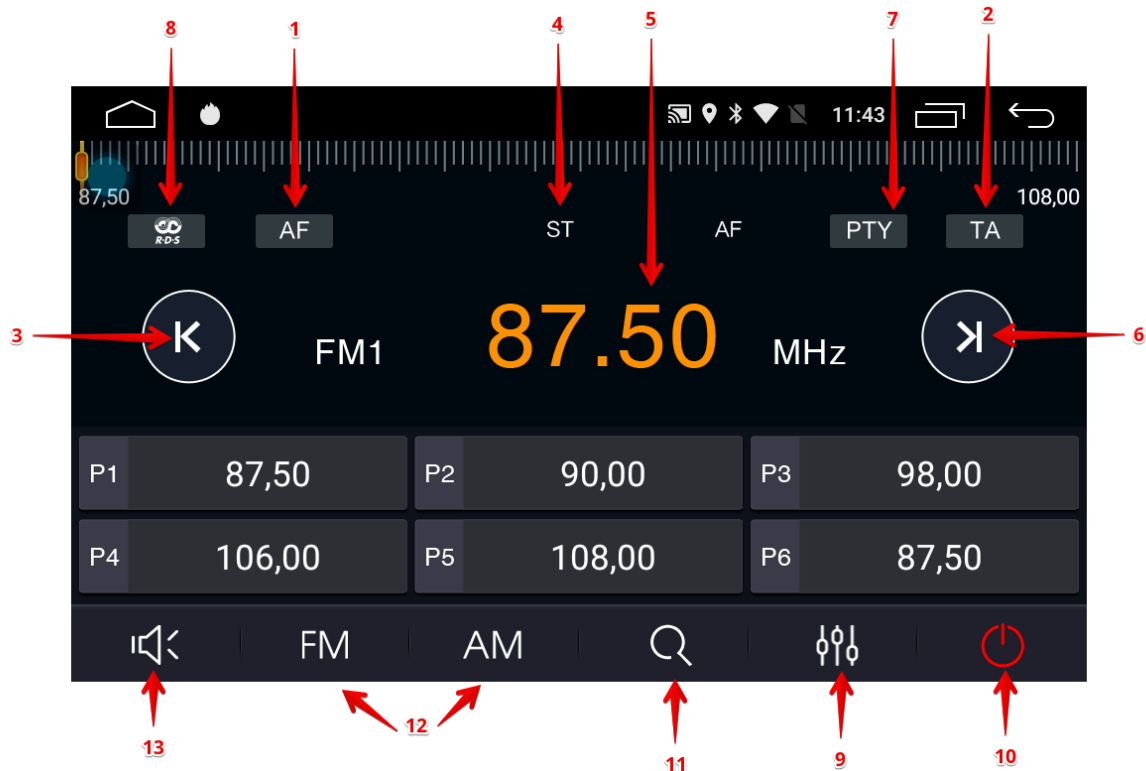 8 1 4 5 7 2
11:43
87,50 108,00
R·D·S AF ST AF PTY TA
3 FM1 87.50 MHz 6
P1 87,50 P2 90,00 P3 98,00
P4 106,00 P5 108,00 P6 87,50
FM AM
13 12 11 9 10